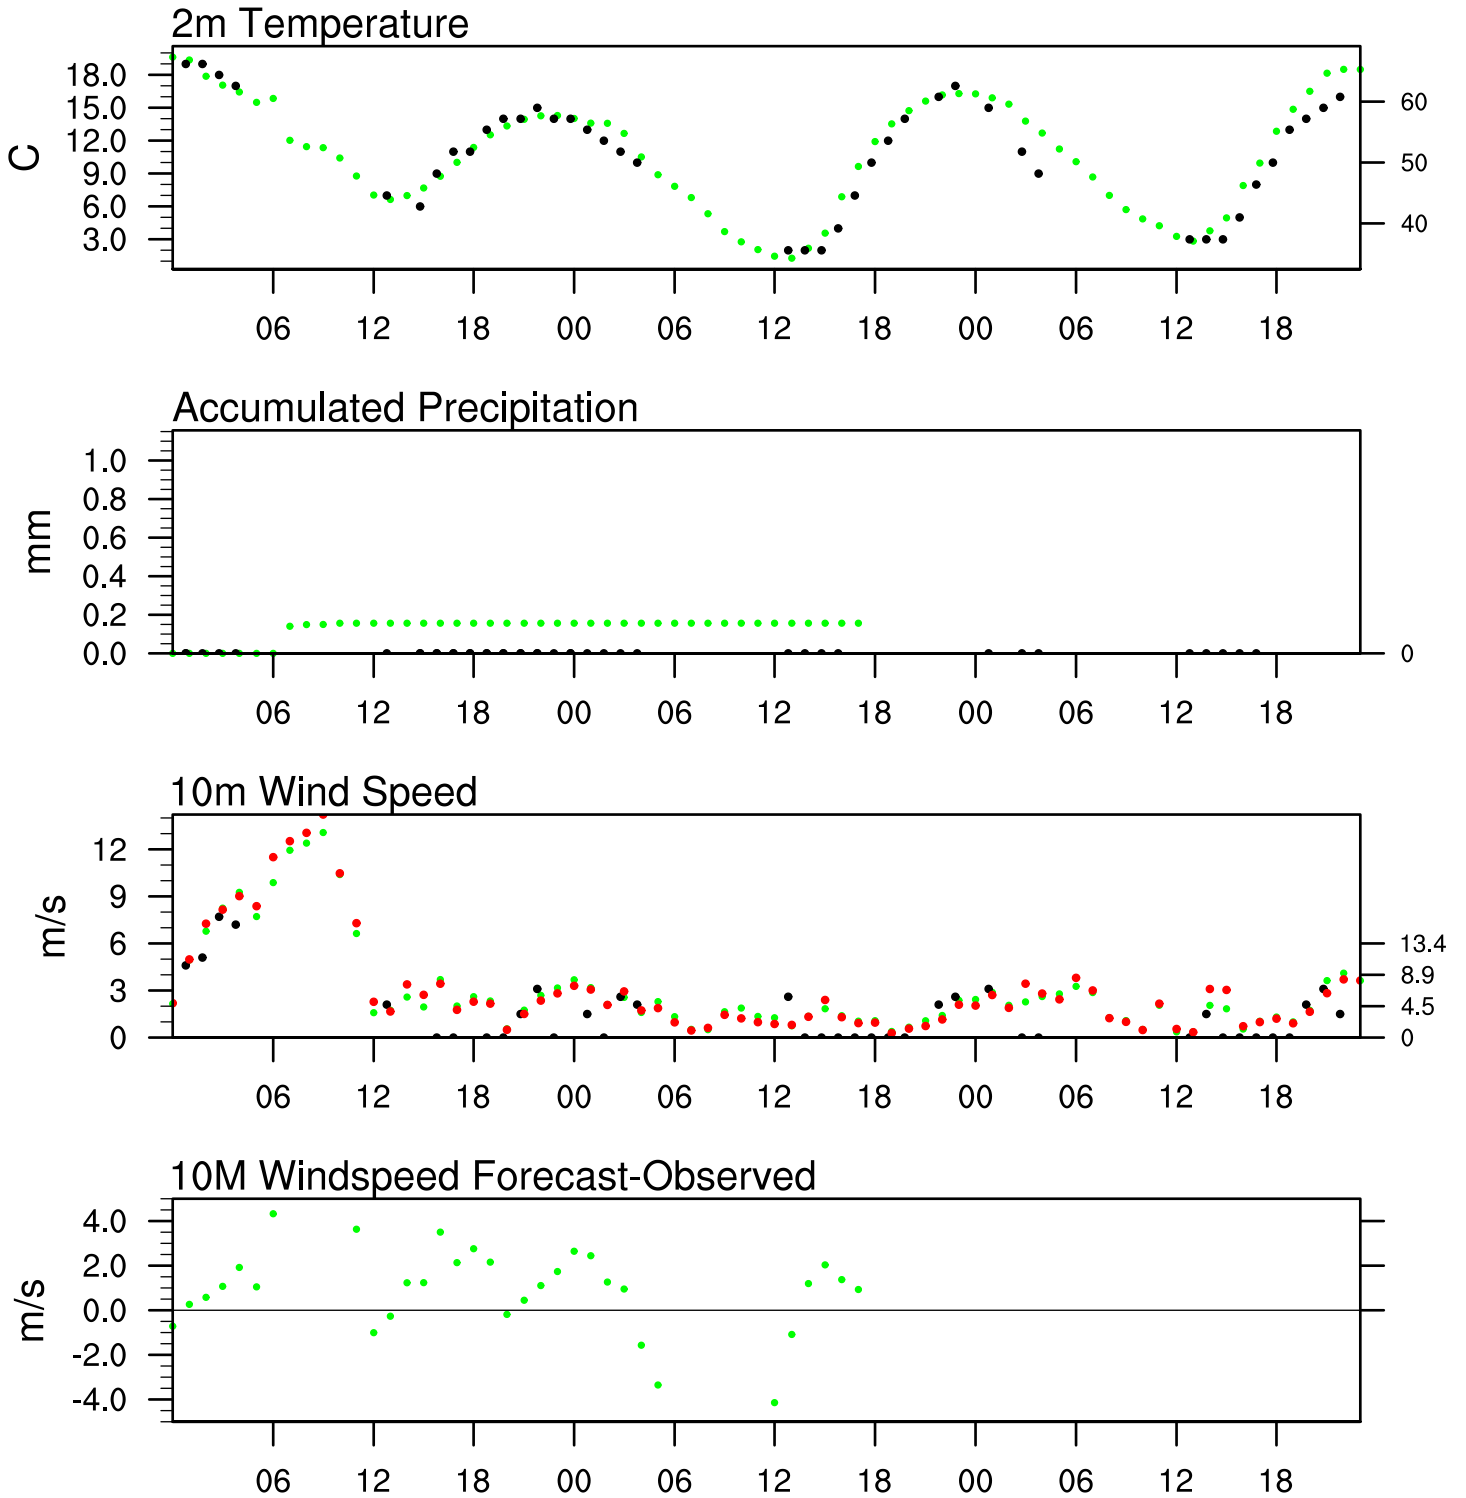 2m Temperature
18.0
15.0
12.0
9.0
6.0
3.0
C
60
50
40
06 12 18 00 06 12 18 00 06 12 18
Accumulated Precipitation
1.0
0.8
0.6
0.4
0.2
0.0
mm
0
06 12 18 00 06 12 18 00 06 12 18
10m Wind Speed
12
9
6
3
0
m/s
13.4
8.9
4.5
0
06 12 18 00 06 12 18 00 06 12 18
10M Windspeed Forecast-Observed
4.0
2.0
0.0
-2.0
-4.0
m/s
06 12 18 00 06 12 18 00 06 12 18